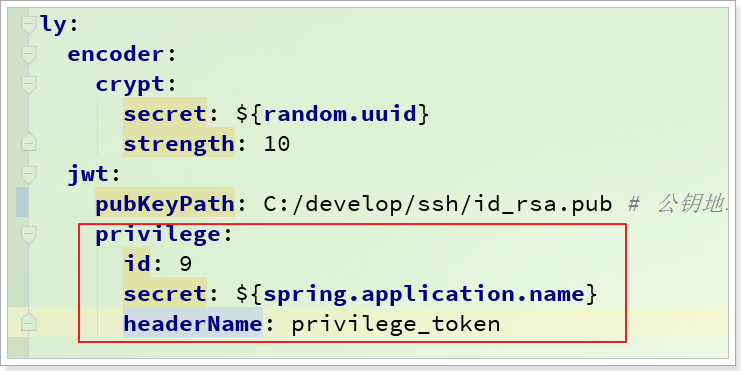 ly:
  encoder:
    crypt:
      secret: ${random.uuid}
      strength: 10
  jwt:
    pubKeyPath: C:/develop/ssh/id_rsa.pub # 公钥地
    privilege:
      id: 9
      secret: ${spring.application.name}
      headerName: privilege_token